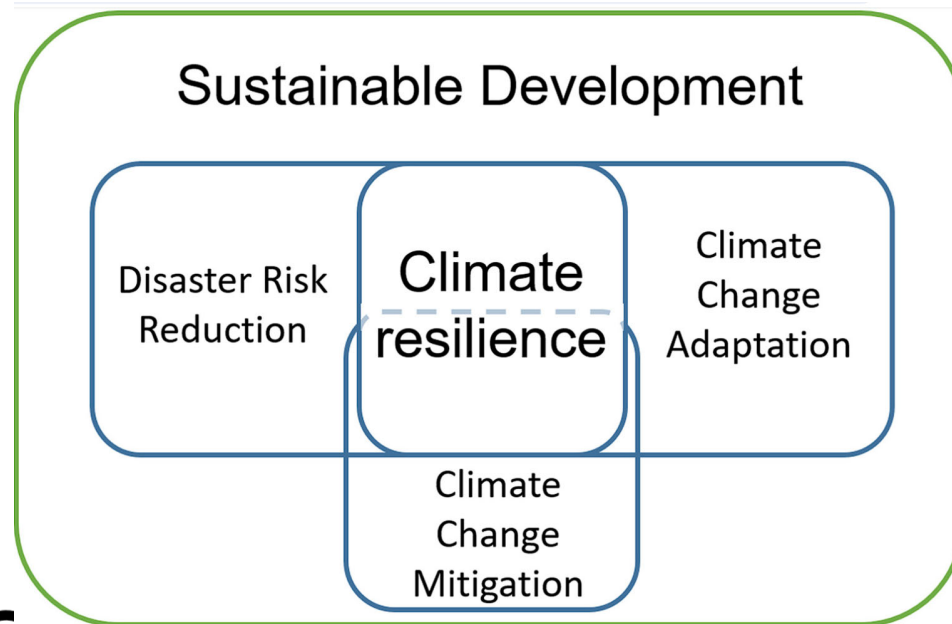 Sustainable Development
Disaster Risk
Reduction
Climate
resilience
Climate
Change
Adaptation
Climate
Change
Mitigation